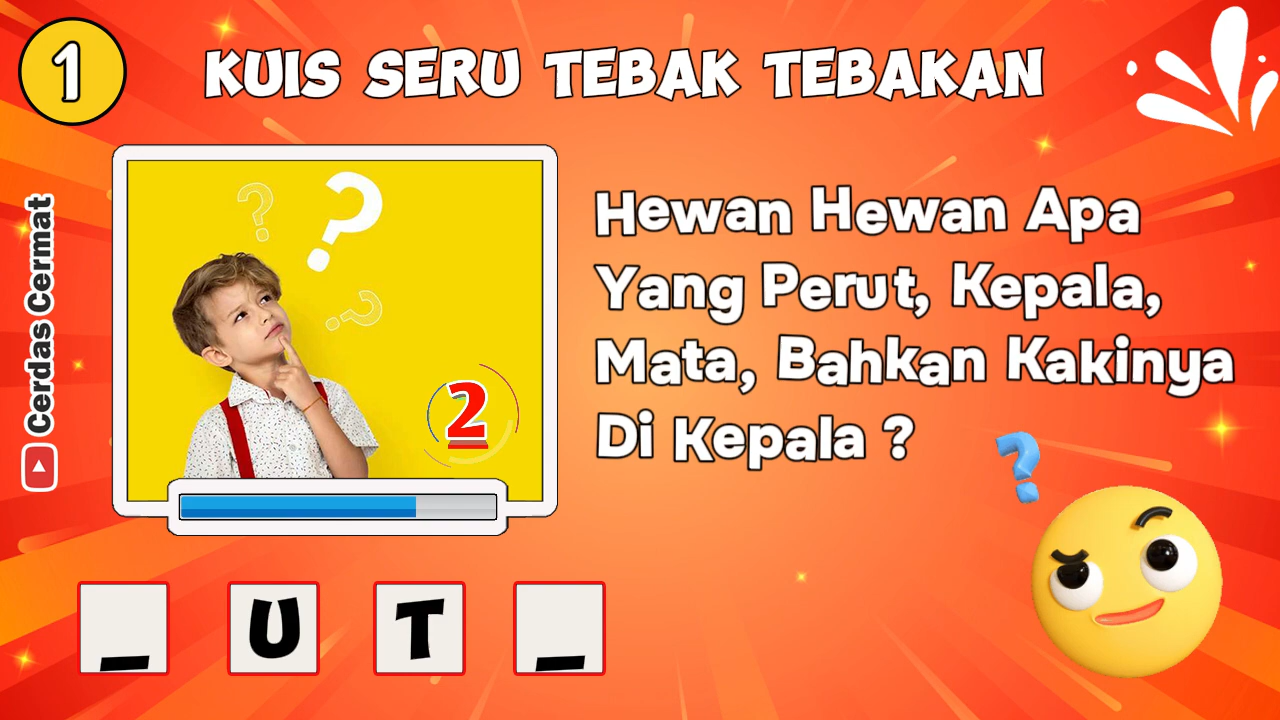 1
KUIS SERU TEBAK TEBAKAN
Cerdas Cermat
? ? ?
2
Hewan Hewan Apa
Yang Perut, Kepala,
Mata, Bahkan Kakinya
Di Kepala ?
?
_ U T _